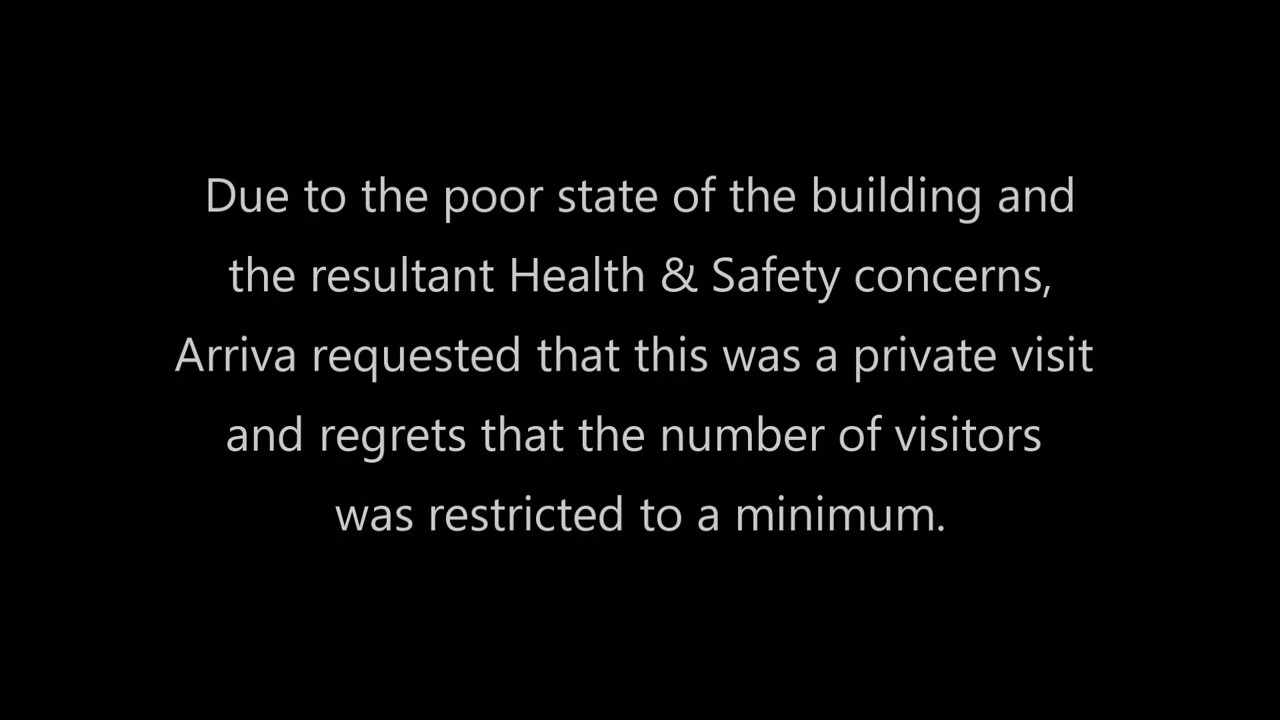 Due to the poor state of the building and
the resultant Health & Safety concerns,
Arriva requested that this was a private visit
and regrets that the number of visitors
was restricted to a minimum.